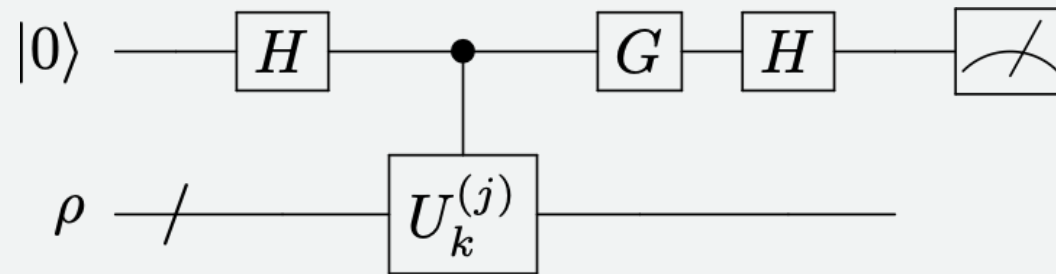 |0⟩ H G H
ρ U_k^{(j)}